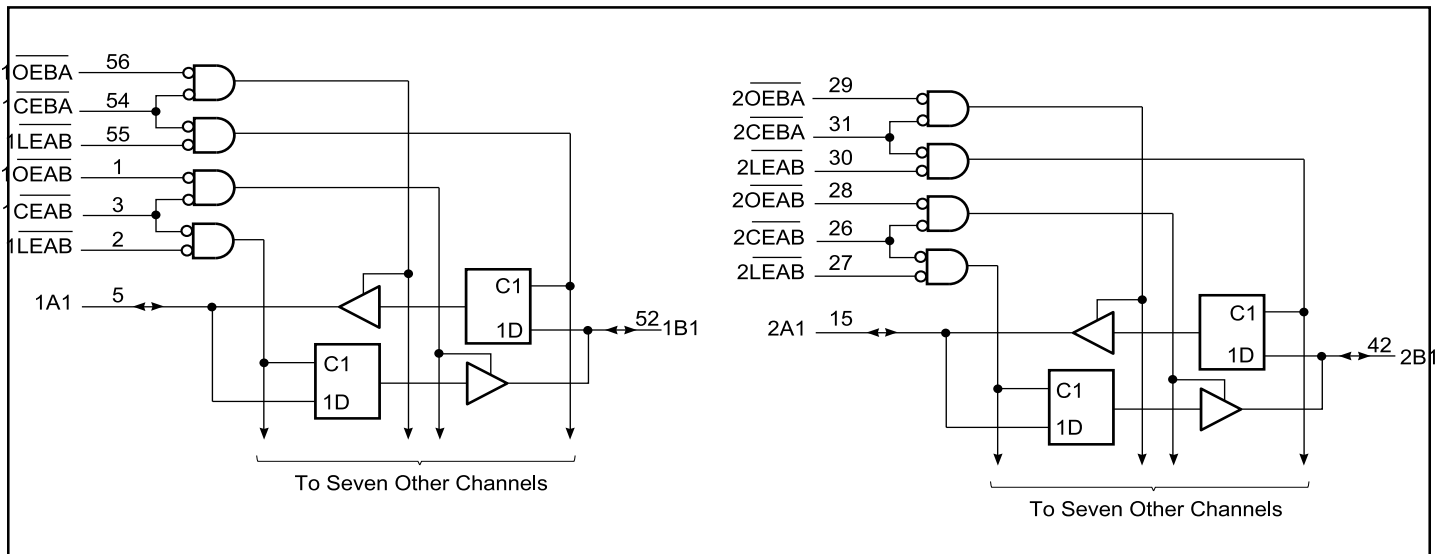 1OEBA 56
1CEBA 54
1LEAB 55
1OEAB 1
1CEAB 3
1LEAB 2
1A1 5
C1
1D
52 1B1
C1
1D
To Seven Other Channels
2OEBA 29
2CEBA 31
2LEAB 30
2OEAB 28
2CEAB 26
2LEAB 27
2A1 15
C1
1D
42 2B1
C1
1D
To Seven Other Channels